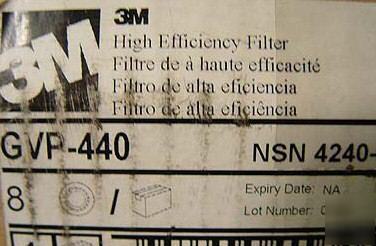 3M
3M
High Efficiency Filter
Filtre de à haute efficacité
Filtro de alta eficiencia
Filtro de alta eficiência
GVP-440 NSN 4240-
8 /
Expiry Date: NA
Lot Number: